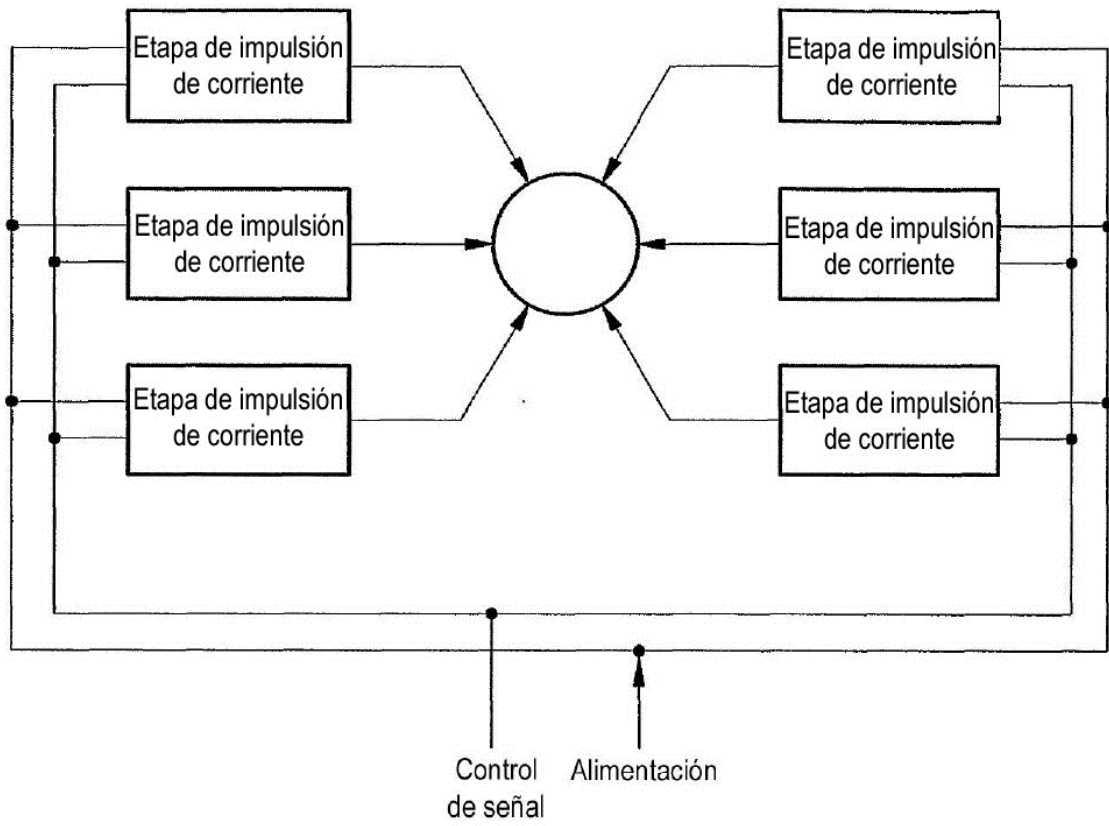 Etapa de impulsión
de corriente
Etapa de impulsión
de corriente
Etapa de impulsión
de corriente
Etapa de impulsión
de corriente
Etapa de impulsión
de corriente
Etapa de impulsión
de corriente
Control
de señal
Alimentación